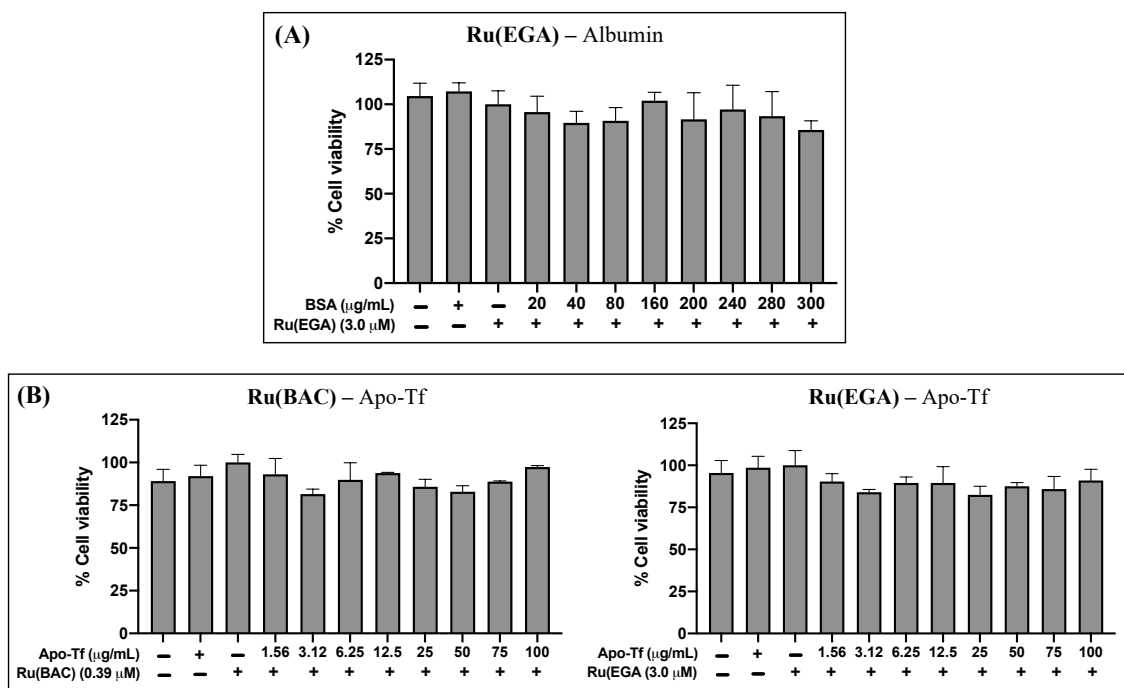 (A)
Ru(EGA) – Albumin
125
100
75
50
25
0
% Cell viability
BSA (μg/mL) – + – 20 40 80 160 200 240 280 300
Ru(EGA) (3.0 μM) – – + + + + + + + + +
(B)
Ru(BAC) – Apo-Tf
125
100
75
50
25
0
% Cell viability
Apo-Tf (μg/mL) – + – 1.56 3.12 6.25 12.5 25 50 75 100
Ru(BAC) (0.39 μM) – – + + + + + + + + +
Ru(EGA) – Apo-Tf
125
100
75
50
25
0
% Cell viability
Apo-Tf (μg/mL) – + – 1.56 3.12 6.25 12.5 25 50 75 100
Ru(EGA (3.0 μM) – – + + + + + + + + +